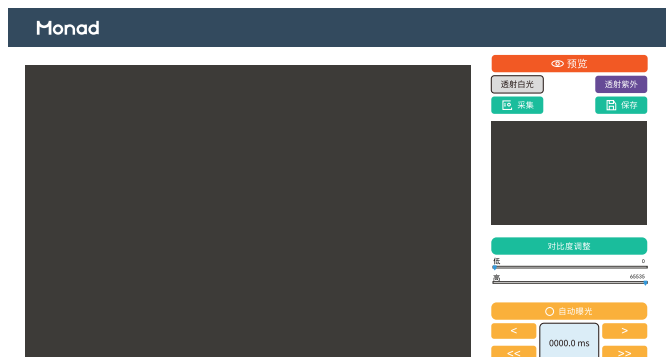 Monad
预览
透射白光 透射紫外
采集 保存
对比度调整
低 0
高 65535
自动曝光
< >
0000.0 ms
<< >>